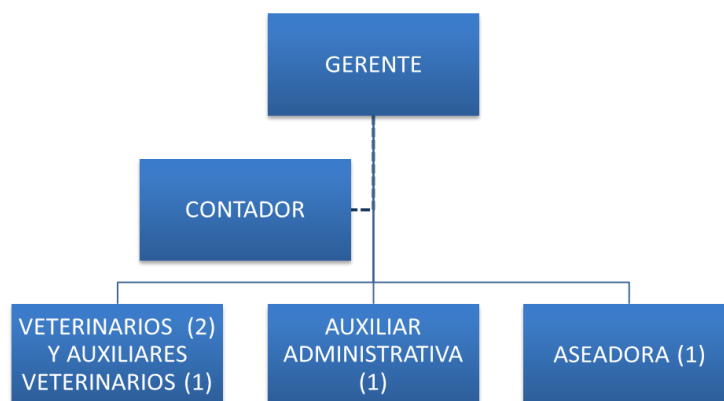 GERENTE
CONTADOR
VETERINARIOS (2)
Y AUXILIARES
VETERINARIOS (1)
AUXILIAR
ADMINISTRATIVA
(1)
ASEADORA (1)